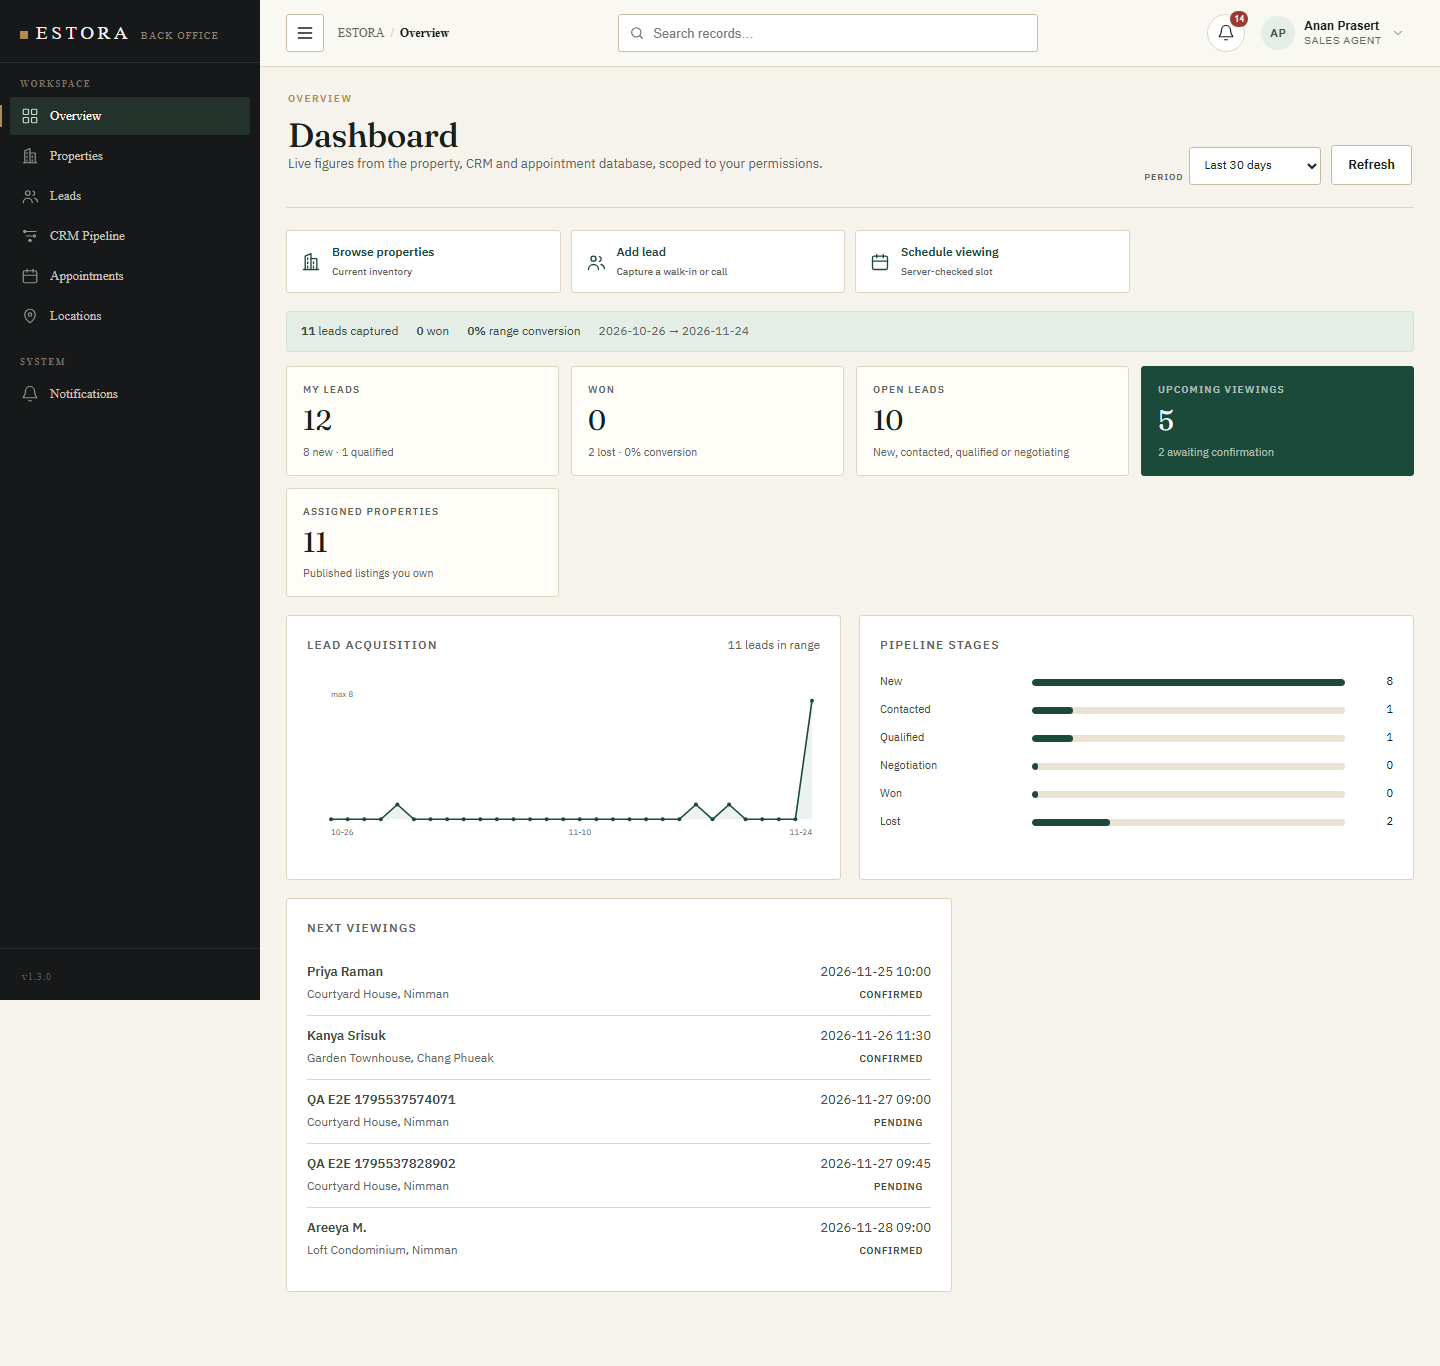 ESTORA BACK OFFICE
WORKSPACE
Overview
Properties
Leads
CRM Pipeline
Appointments
Locations
SYSTEM
Notifications
v1.3.0
ESTORA / Overview
Search records…
14
AP
Anan Prasert
SALES AGENT
OVERVIEW
Dashboard
Live figures from the property, CRM and appointment database, scoped to your permissions.
PERIOD
Last 30 days
Refresh
Browse properties
Current inventory
Add lead
Capture a walk-in or call
Schedule viewing
Server-checked slot
11 leads captured 0 won 0% range conversion 2026-10-26 → 2026-11-24
MY LEADS
12
8 new · 1 qualified
WON
0
2 lost · 0% conversion
OPEN LEADS
10
New, contacted, qualified or negotiating
UPCOMING VIEWINGS
5
2 awaiting confirmation
ASSIGNED PROPERTIES
11
Published listings you own
LEAD ACQUISITION
11 leads in range
max 8
10-26 11-10 11-24
PIPELINE STAGES
New 8
Contacted 1
Qualified 1
Negotiation 0
Won 0
Lost 2
NEXT VIEWINGS
Priya Raman 2026-11-25 10:00
Courtyard House, Nimman CONFIRMED
Kanya Srisuk 2026-11-26 11:30
Garden Townhouse, Chang Phueak CONFIRMED
QA E2E 1795537574071 2026-11-27 09:00
Courtyard House, Nimman PENDING
QA E2E 1795537828902 2026-11-27 09:45
Courtyard House, Nimman PENDING
Areeya M. 2026-11-28 09:00
Loft Condominium, Nimman CONFIRMED